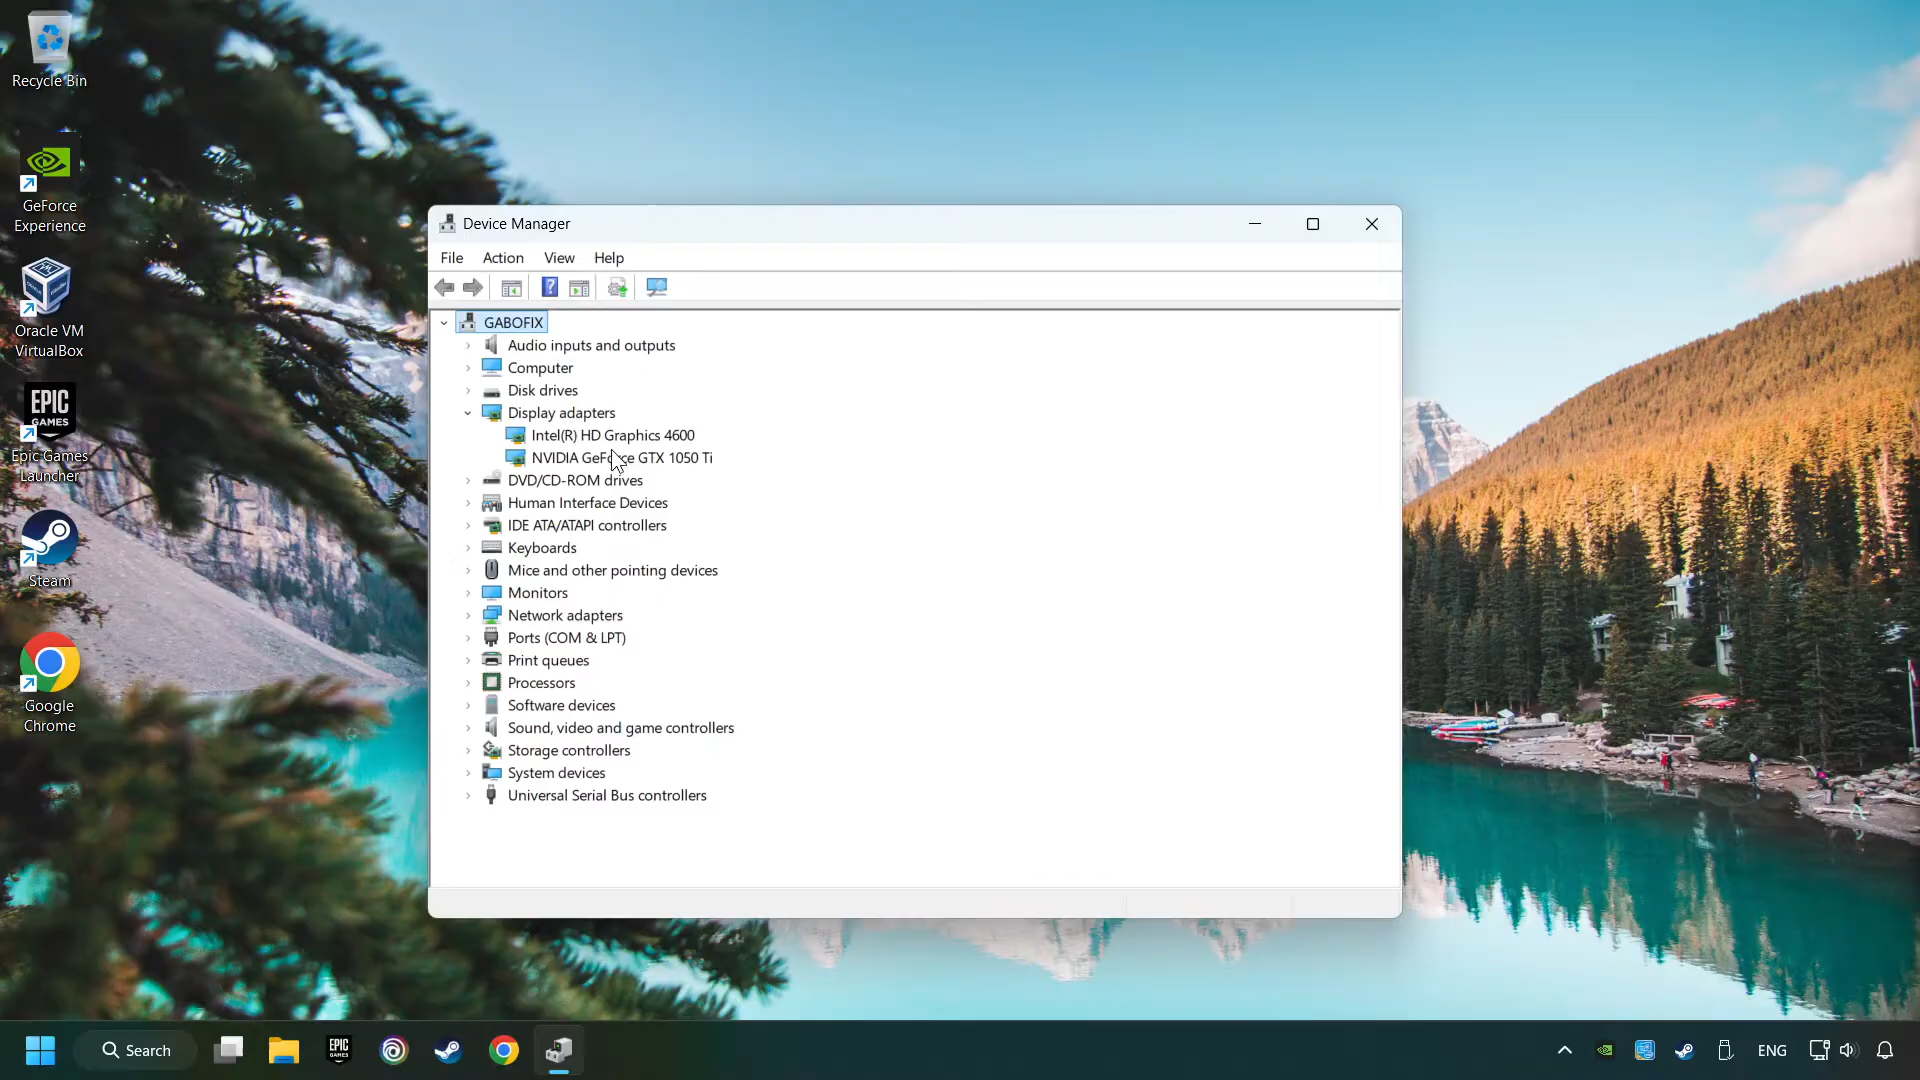 Recycle Bin
GeForce
Experience
Oracle VM
VirtualBox
EPIC
GAMES
Epic Games
Launcher
Steam
Google
Chrome
Device Manager
File Action View Help
GABOFIX
Audio inputs and outputs
Computer
Disk drives
Display adapters
Intel(R) HD Graphics 4600
NVIDIA GeForce GTX 1050 Ti
DVD/CD-ROM drives
Human Interface Devices
IDE ATA/ATAPI controllers
Keyboards
Mice and other pointing devices
Monitors
Network adapters
Ports (COM & LPT)
Print queues
Processors
Software devices
Sound, video and game controllers
Storage controllers
System devices
Universal Serial Bus controllers
Search
EPIC
GAMES
ENG